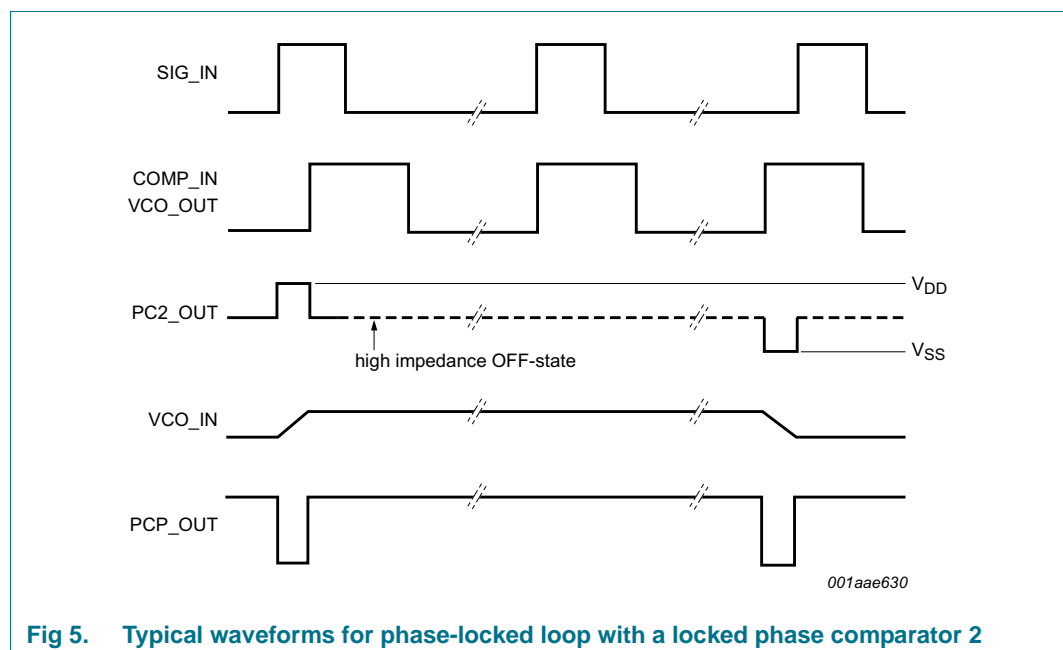 SIG_IN
COMP_IN
VCO_OUT
PC2_OUT
VDD
high impedance OFF-state
VSS
VCO_IN
PCP_OUT
001aae630
Fig 5. Typical waveforms for phase-locked loop with a locked phase comparator 2